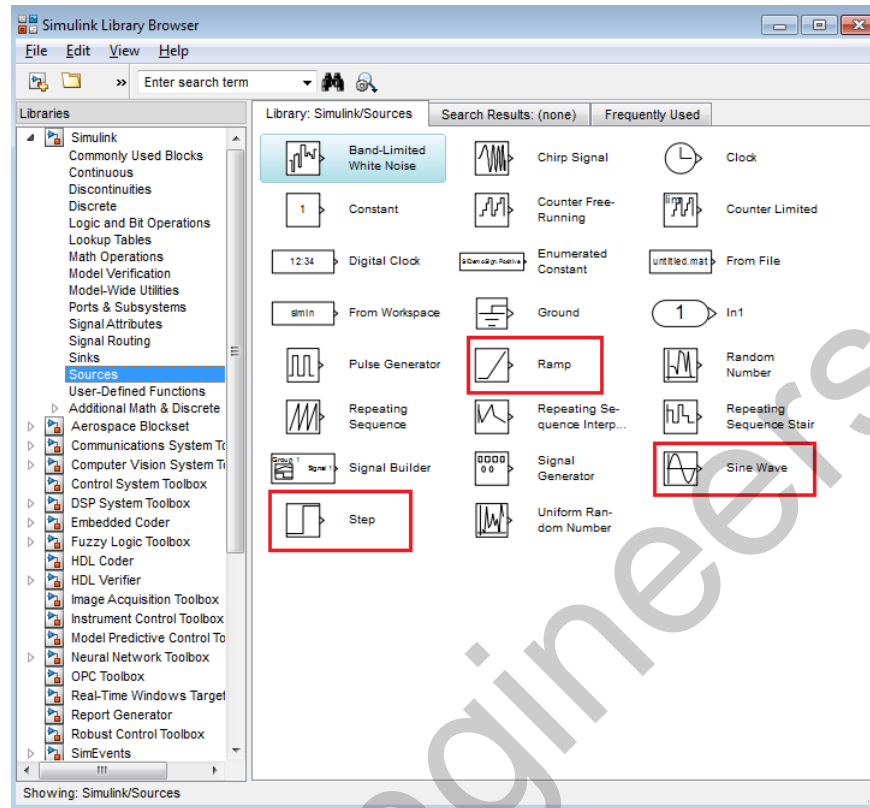 Simulink Library Browser
File Edit View Help
» Enter search term
Libraries
Library: Simulink/Sources
Search Results: (none)
Frequently Used
Simulink
Commonly Used Blocks
Continuous
Discontinuities
Discrete
Logic and Bit Operations
Lookup Tables
Math Operations
Model Verification
Model-Wide Utilities
Ports & Subsystems
Signal Attributes
Signal Routing
Sinks
Sources
User-Defined Functions
Additional Math & Discrete
Aerospace Blockset
Communications System To
Computer Vision System To
Control System Toolbox
DSP System Toolbox
Embedded Coder
Fuzzy Logic Toolbox
HDL Coder
HDL Verifier
Image Acquisition Toolbox
Instrument Control Toolbox
Model Predictive Control To
Neural Network Toolbox
OPC Toolbox
Real-Time Windows Target
Report Generator
Robust Control Toolbox
SimEvents
Band-Limited
White Noise
Chirp Signal
Clock
1
Constant
Counter Free-
Running
lim
Counter Limited
12:34
Digital Clock
Enumerated
Constant
untitled.mat
From File
simin
From Workspace
Ground
1
In1
Pulse Generator
Ramp
Random
Number
Repeating
Sequence
Repeating Se-
quence Interp...
Repeating
Sequence Stair
Group 1
Signal 1
Signal Builder
Signal
Generator
Sine Wave
Step
Uniform Ran-
dom Number
Showing: Simulink/Sources
gineers